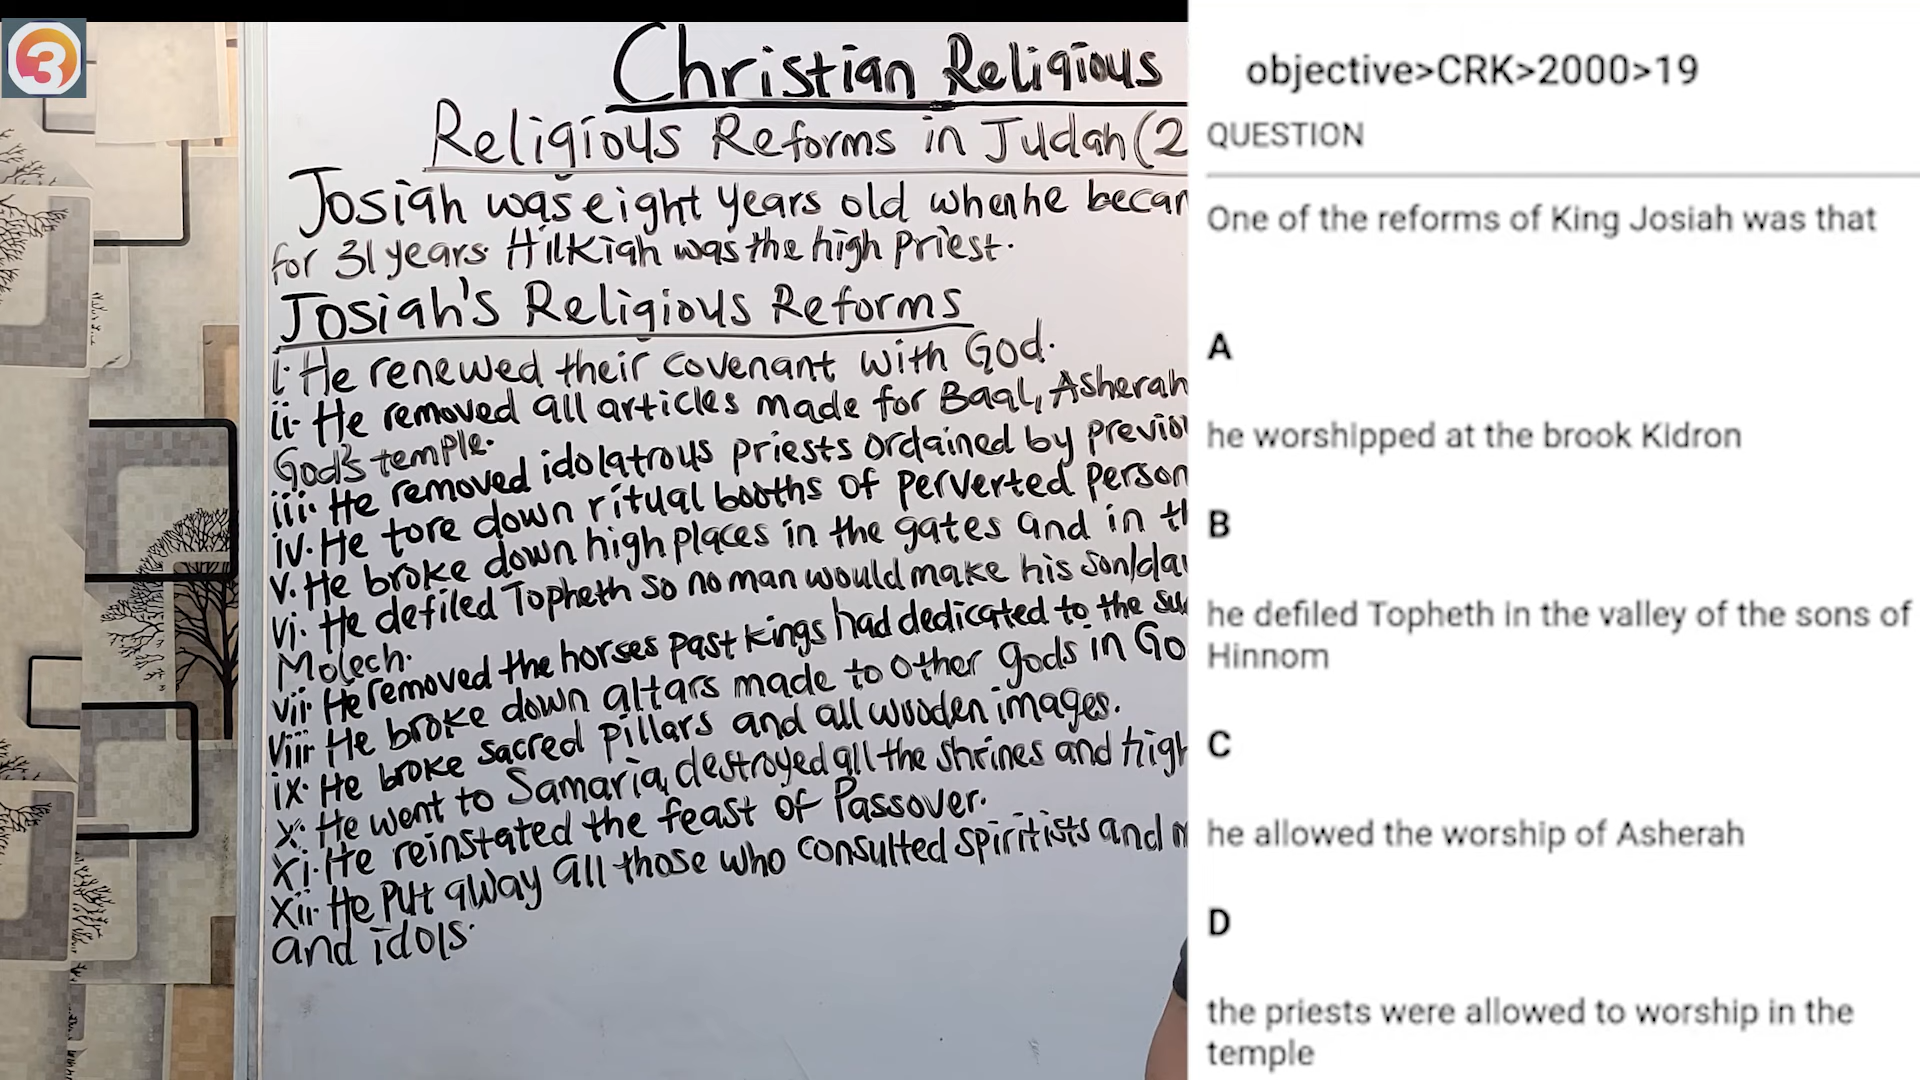 3
Christian Religious
Religious Reforms in Judah (2
Josiah was eight years old when he becam
for 31 years. Hilkiah was the high Priest.
Josiah's Religious Reforms
i. He renewed their covenant with God.
ii. He removed all articles made for Baal, Asherah
God's temple.
iii. He removed idolatrous priests ordained by previou
iv. He tore down ritual booths of perverted person
v. He broke down high places in the gates and in th
vi. He defiled Topheth so no man would make his son/dau
Molech.
vii. He removed the horses past kings had dedicated to the su
viii. He broke down altars made to other gods in Go
ix. He broke sacred pillars and all wooden images.
x. He went to Samaria, destroyed all the shrines and high
xi. He reinstated the feast of Passover.
xii. He put away all those who consulted spiritists and m
and idols.
objective>CRK>2000>19
QUESTION
One of the reforms of King Josiah was that
A
he worshipped at the brook Kidron
B
he defiled Topheth in the valley of the sons of
Hinnom
C
he allowed the worship of Asherah
D
the priests were allowed to worship in the
temple